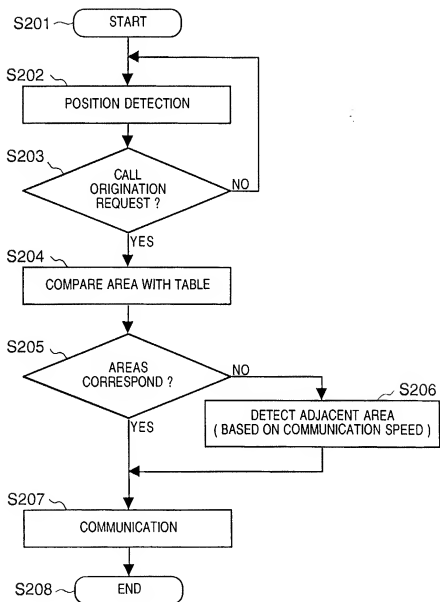 S201
START
S202
POSITION DETECTION
S203
CALL
ORIGINATION
REQUEST ?
NO
YES
S204
COMPARE AREA WITH TABLE
S205
AREAS
CORRESPOND ?
NO
YES
S206
DETECT ADJACENT AREA
( BASED ON COMMUNICATION SPEED )
S207
COMMUNICATION
S208
END